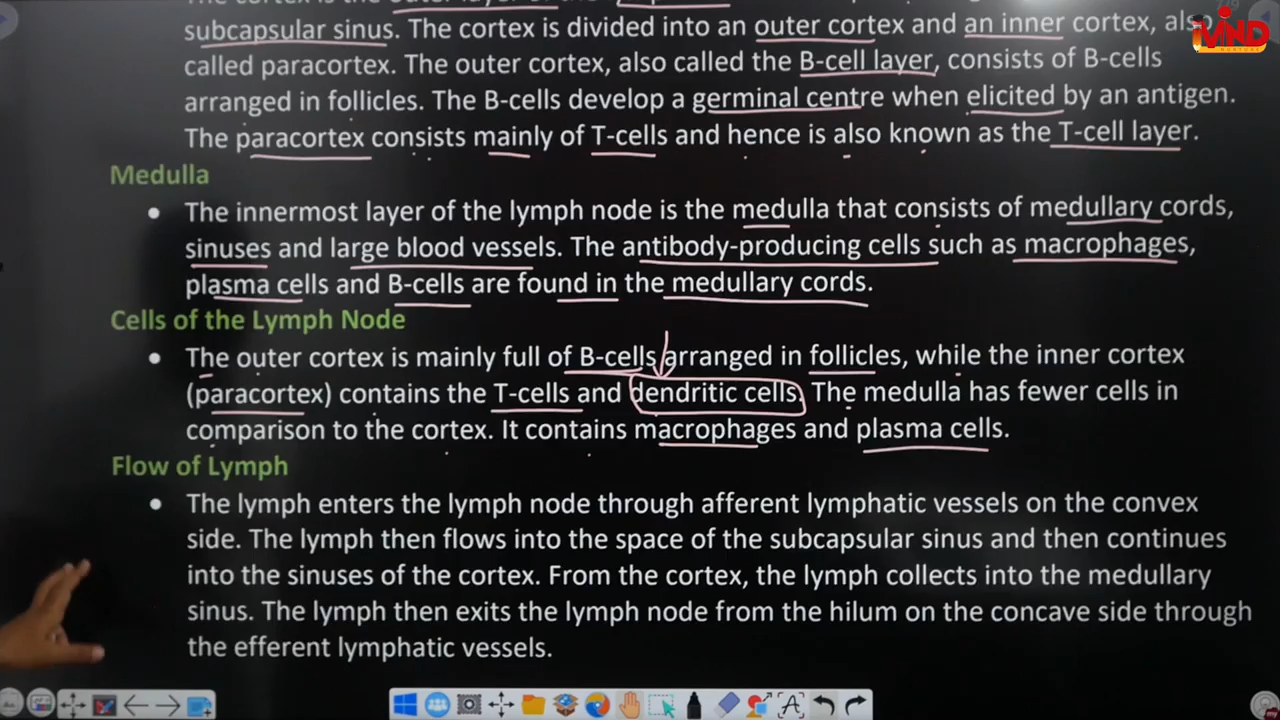 subcapsular sinus. The cortex is divided into an outer cortex and an inner cortex, also
called paracortex. The outer cortex, also called the B-cell layer, consists of B-cells
arranged in follicles. The B-cells develop a germinal centre when elicited by an antigen.
The paracortex consists mainly of T-cells and hence is also known as the T-cell layer.
Medulla
• The innermost layer of the lymph node is the medulla that consists of medullary cords,
sinuses and large blood vessels. The antibody-producing cells such as macrophages,
plasma cells and B-cells are found in the medullary cords.
Cells of the Lymph Node
• The outer cortex is mainly full of B-cells arranged in follicles, while the inner cortex
(paracortex) contains the T-cells and dendritic cells. The medulla has fewer cells in
comparison to the cortex. It contains macrophages and plasma cells.
Flow of Lymph
• The lymph enters the lymph node through afferent lymphatic vessels on the convex
side. The lymph then flows into the space of the subcapsular sinus and then continues
into the sinuses of the cortex. From the cortex, the lymph collects into the medullary
sinus. The lymph then exits the lymph node from the hilum on the concave side through
the efferent lymphatic vessels.